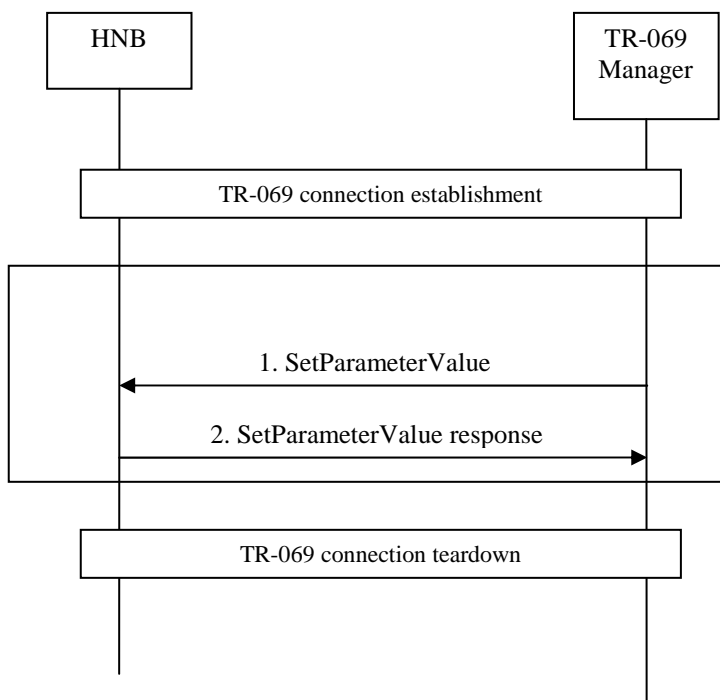 HNB
TR-069
Manager
TR-069 connection establishment
1. SetParameterValue
2. SetParameterValue response
TR-069 connection teardown